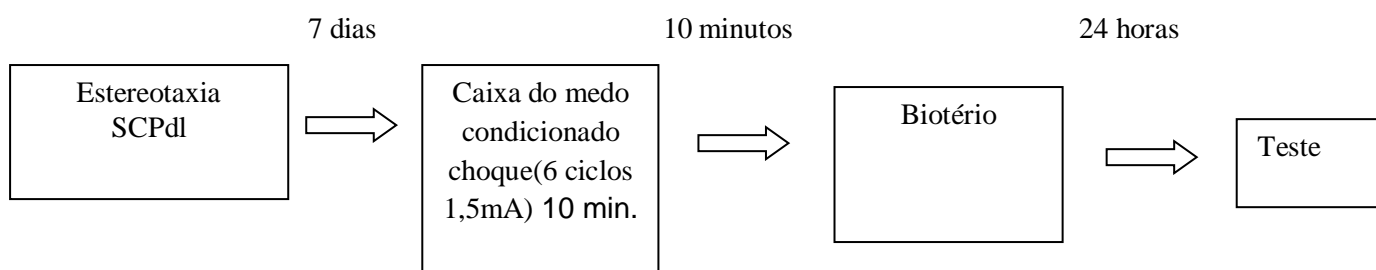 7 dias
10 minutos
24 horas
Estereotaxia
SCPdl
Caixa do medo
condicionado
choque(6 ciclos
1,5mA) 10 min.
Biotério
Teste